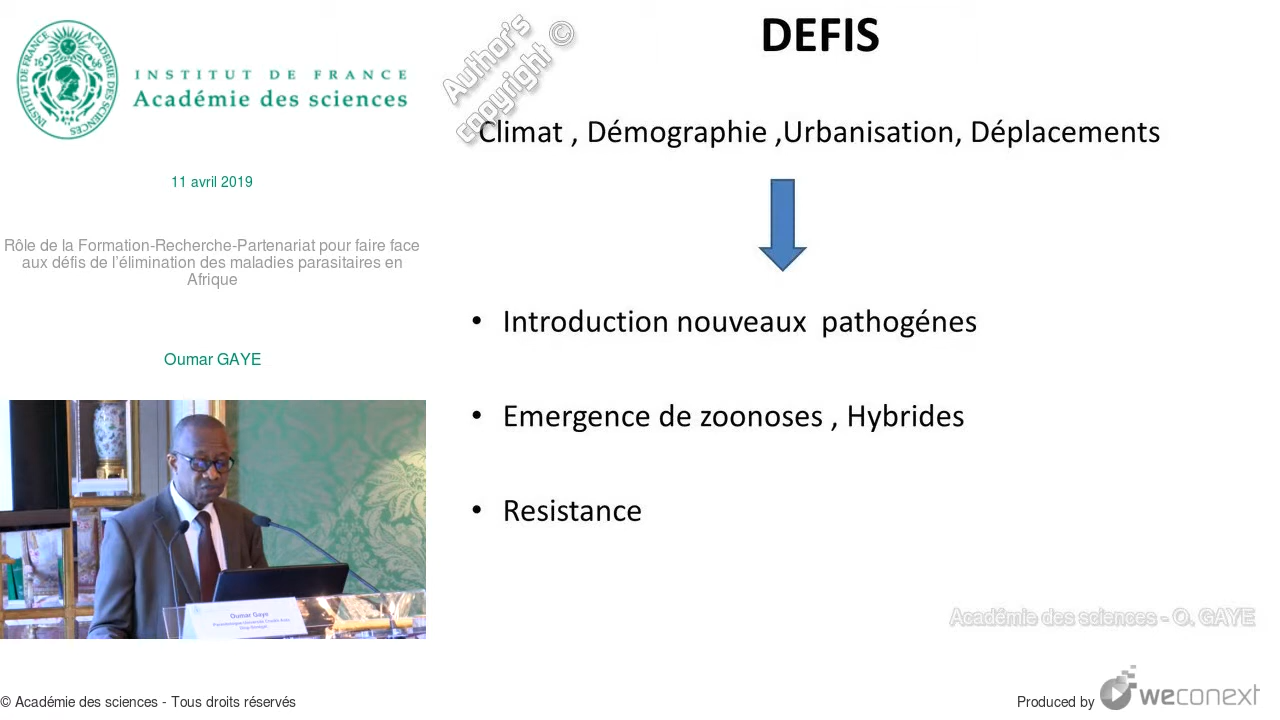 INSTITUT DE FRANCE
Académie des sciences
11 avril 2019
Rôle de la Formation-Recherche-Partenariat pour faire face
aux défis de l'élimination des maladies parasitaires en
Afrique
Oumar GAYE
Oumar Gaye
Author's
copyright ©
DEFIS
Climat , Démographie ,Urbanisation, Déplacements
• Introduction nouveaux pathogénes
• Emergence de zoonoses , Hybrides
• Resistance
Académie des sciences - O. GAYE
© Académie des sciences - Tous droits réservés
Produced by weconext